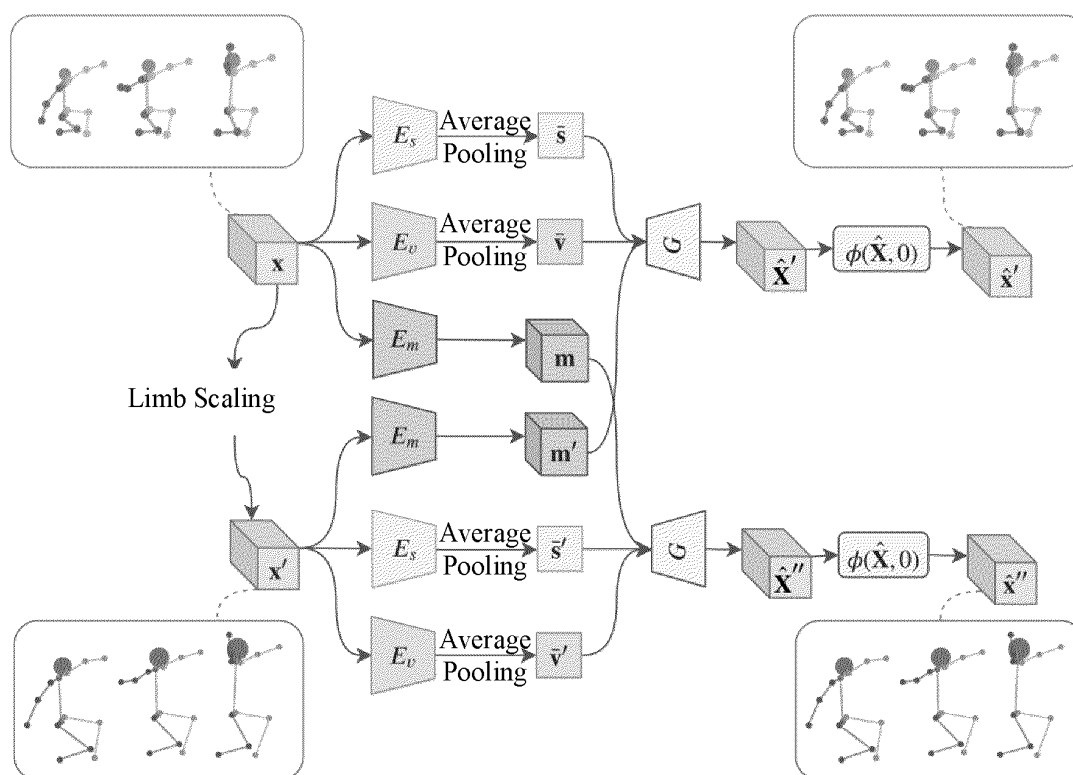 E_s
Average
Pooling
s̄
x
E_v
Average
Pooling
v̄
G
X̂′
ϕ(X̂, 0)
x̂′
E_m
m
Limb Scaling
E_m
m′
x′
E_s
Average
Pooling
s̄′
G
X̂″
ϕ(X̂, 0)
x̂″
E_v
Average
Pooling
v̄′